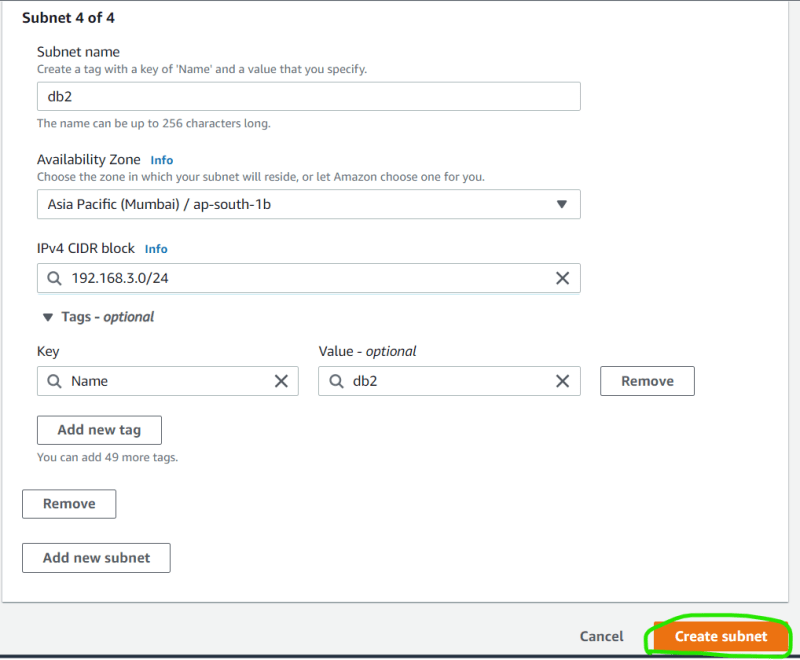 Subnet 4 of 4
Subnet name
Create a tag with a key of 'Name' and a value that you specify.
db2
The name can be up to 256 characters long.
Availability Zone Info
Choose the zone in which your subnet will reside, or let Amazon choose one for you.
Asia Pacific (Mumbai) / ap-south-1b
IPv4 CIDR block Info
192.168.3.0/24
Tags - optional
Key Value - optional
Name db2 Remove
Add new tag
You can add 49 more tags.
Remove
Add new subnet
Cancel Create subnet